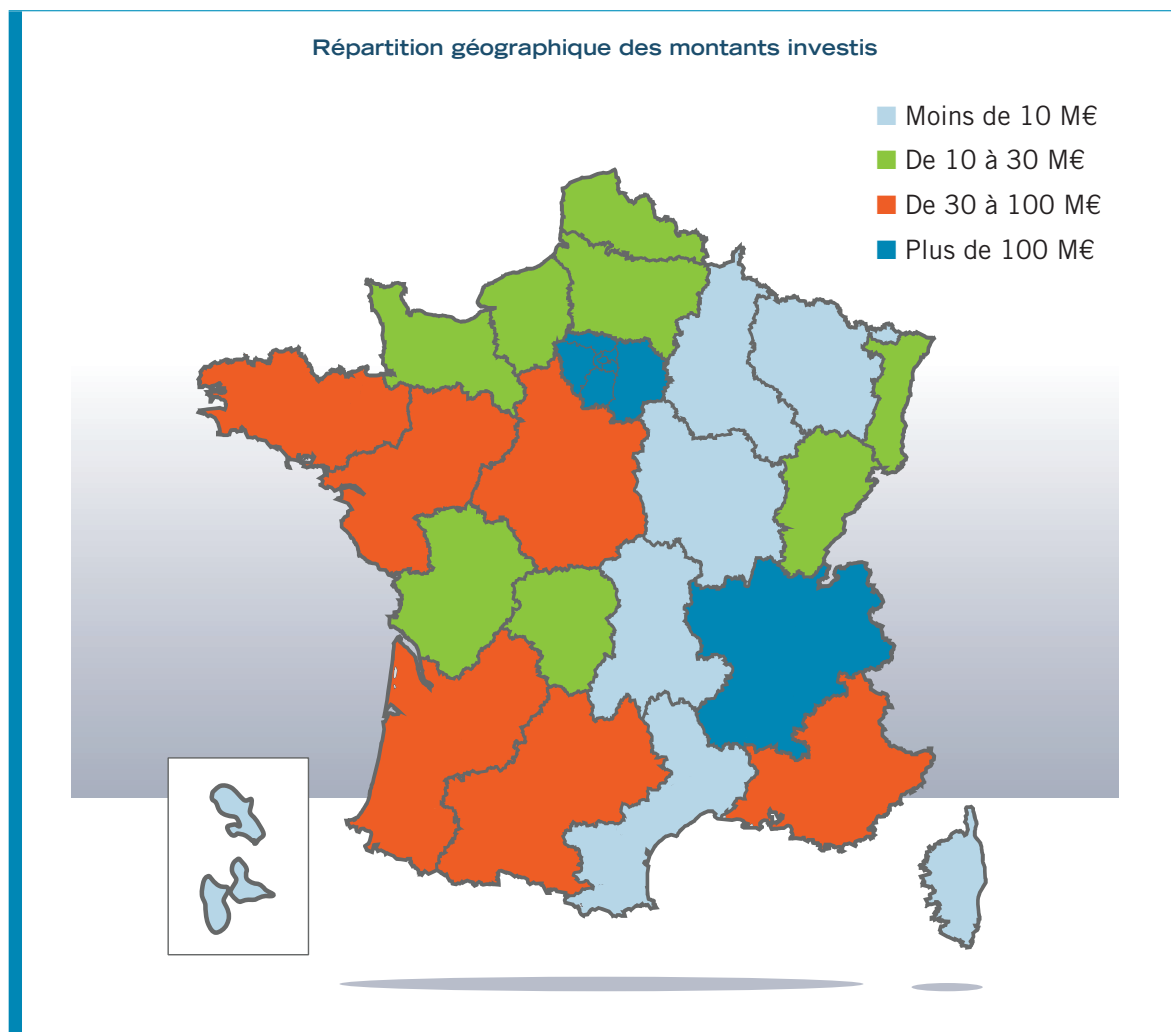 Répartition géographique des montants investis
Moins de 10 M€
De 10 à 30 M€
De 30 à 100 M€
Plus de 100 M€